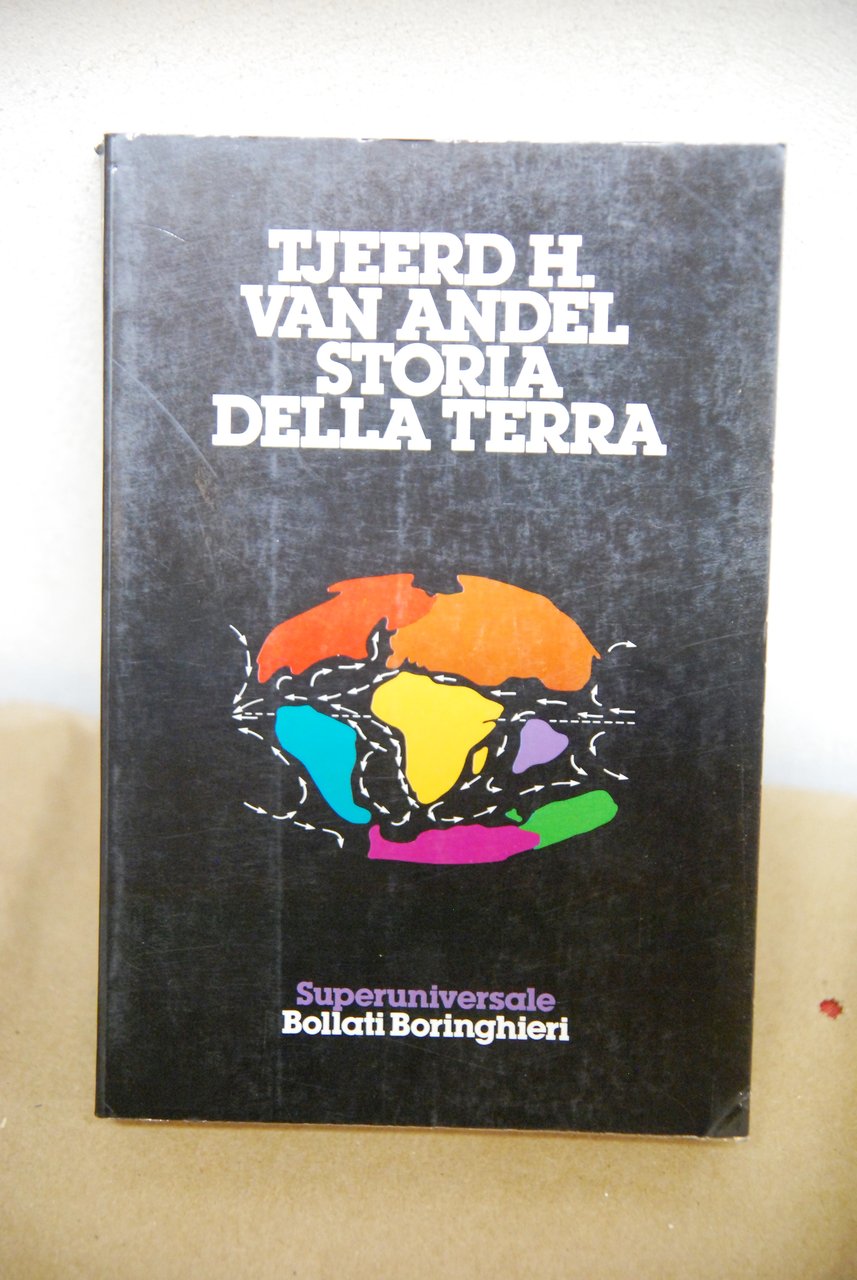 TJEERD H.
VAN ANDEL
STORIA
DELLA TERRA
Superuniversale
Bollati Boringhieri